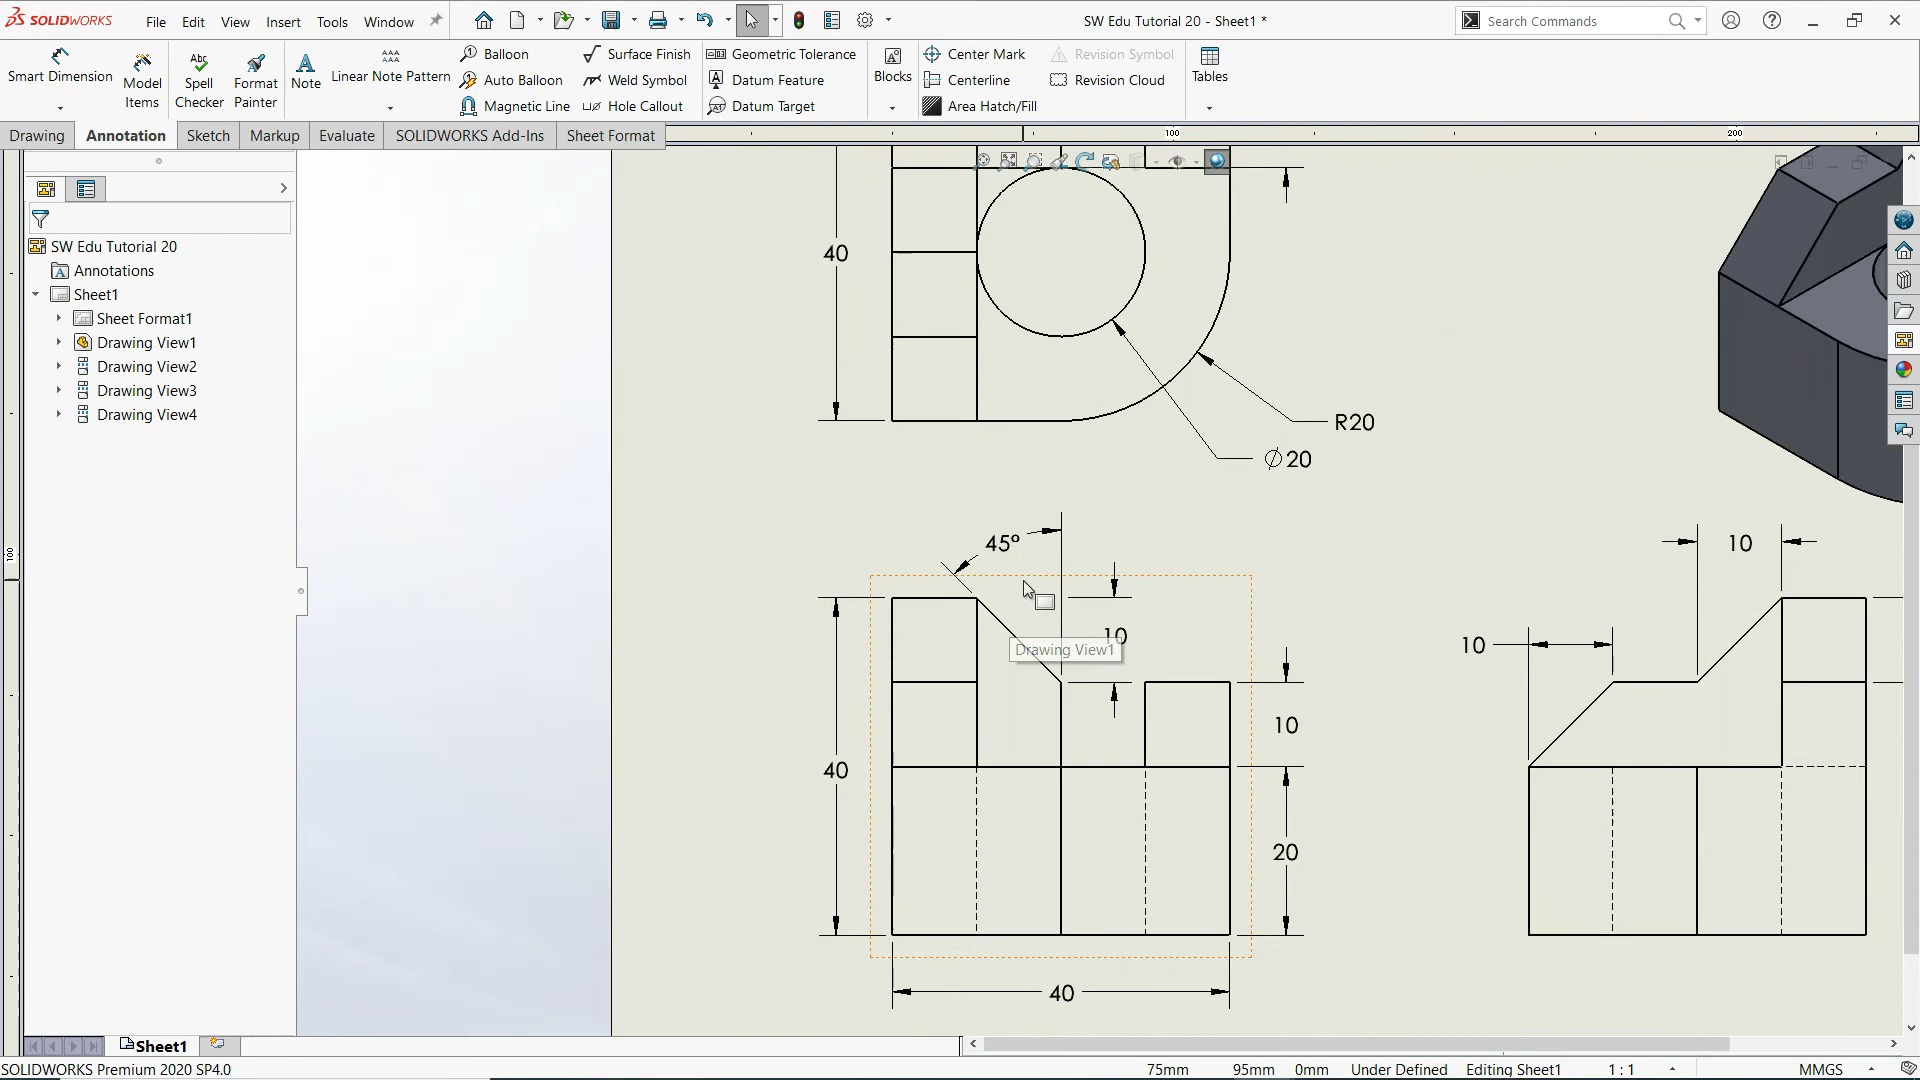 SOLIDWORKS File Edit View Insert Tools Window SW Edu Tutorial 20 - Sheet1 * Search Commands
Smart Dimension
Model Items
Spell Checker
Format Painter
Note
Linear Note Pattern
Balloon
Auto Balloon
Magnetic Line
Surface Finish
Weld Symbol
Hole Callout
Geometric Tolerance
Datum Feature
Datum Target
Blocks
Center Mark
Centerline
Area Hatch/Fill
Revision Symbol
Revision Cloud
Tables
Drawing Annotation Sketch Markup Evaluate SOLIDWORKS Add-Ins Sheet Format
100 200
SW Edu Tutorial 20
Annotations
Sheet1
Sheet Format1
Drawing View1
Drawing View2
Drawing View3
Drawing View4
100
40
R20
Ø20
45°
10
10
Drawing View1
10
10
40
20
40
Sheet1
SOLIDWORKS Premium 2020 SP4.0 75mm 95mm 0mm Under Defined Editing Sheet1 1 : 1 MMGS